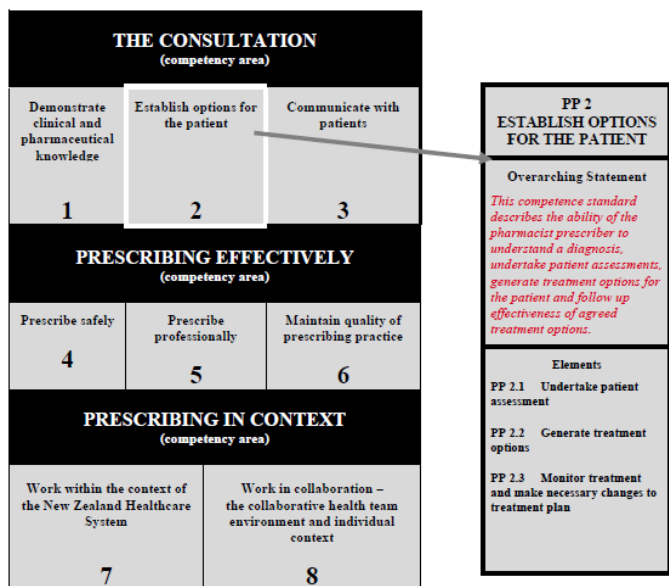 THE CONSULTATION
(competency area)
Demonstrate
clinical and
pharmaceutical
knowledge
1
Establish options for
the patient
2
Communicate with
patients
3
PRESCRIBING EFFECTIVELY
(competency area)
Prescribe safely
4
Prescribe
professionally
5
Maintain quality of
prescribing practice
6
PRESCRIBING IN CONTEXT
(competency area)
Work within the context of
the New Zealand Healthcare
System
7
Work in collaboration –
the collaborative health team
environment and individual
context
8
PP 2
ESTABLISH OPTIONS
FOR THE PATIENT
Overarching Statement
This competence standard
describes the ability of the
pharmacist prescriber to
understand a diagnosis,
undertake patient assessments,
generate treatment options for
the patient and follow up
effectiveness of agreed
treatment options.
Elements
PP 2.1 Undertake patient
assessment
PP 2.2 Generate treatment
options
PP 2.3 Monitor treatment
and make necessary changes to
treatment plan